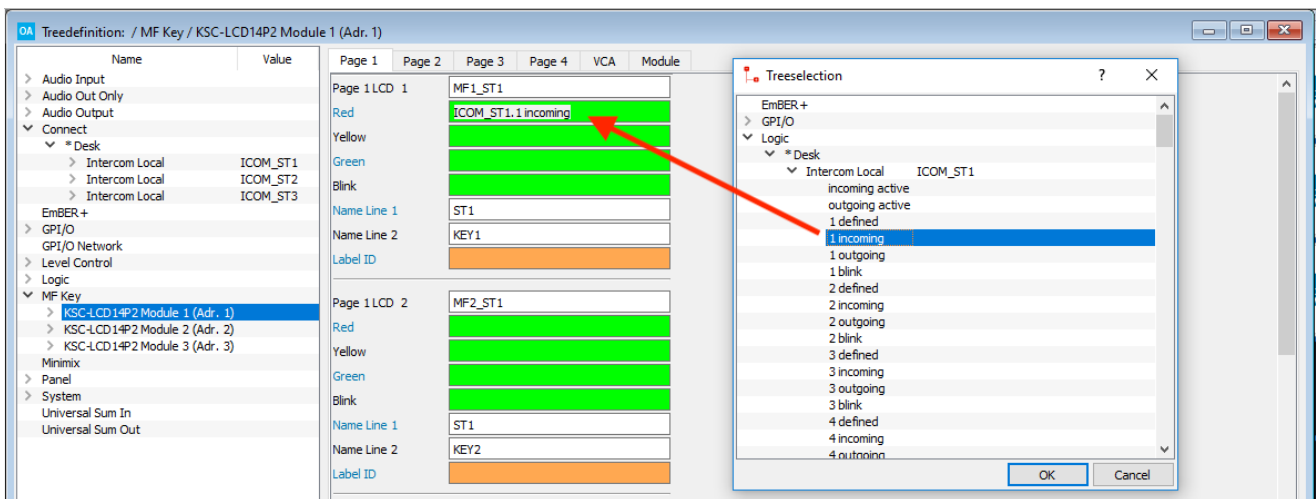 OA Treedefinition: / MF Key / KSC-LCD14P2 Module 1 (Adr. 1)
Name Value
Audio Input
Audio Out Only
Audio Output
Connect
* Desk
Intercom Local ICOM_ST1
Intercom Local ICOM_ST2
Intercom Local ICOM_ST3
EmBER+
GPI/O
GPI/O Network
Level Control
Logic
MF Key
KSC-LCD14P2 Module 1 (Adr. 1)
KSC-LCD14P2 Module 2 (Adr. 2)
KSC-LCD14P2 Module 3 (Adr. 3)
Minimix
Panel
System
Universal Sum In
Universal Sum Out
Page 1 Page 2 Page 3 Page 4 VCA Module
Page 1 LCD 1 MF1_ST1
Red ICOM_ST1.1 incoming
Yellow
Green
Blink
Name Line 1 ST1
Name Line 2 KEY1
Label ID
Page 1 LCD 2 MF2_ST1
Red
Yellow
Green
Blink
Name Line 1 ST1
Name Line 2 KEY2
Label ID
Treeselection ?
EmBER+
GPI/O
Logic
* Desk
Intercom Local ICOM_ST1
incoming active
outgoing active
1 defined
1 incoming
1 outgoing
1 blink
2 defined
2 incoming
2 outgoing
2 blink
3 defined
3 incoming
3 outgoing
3 blink
4 defined
4 incoming
4 outgoing
OK Cancel